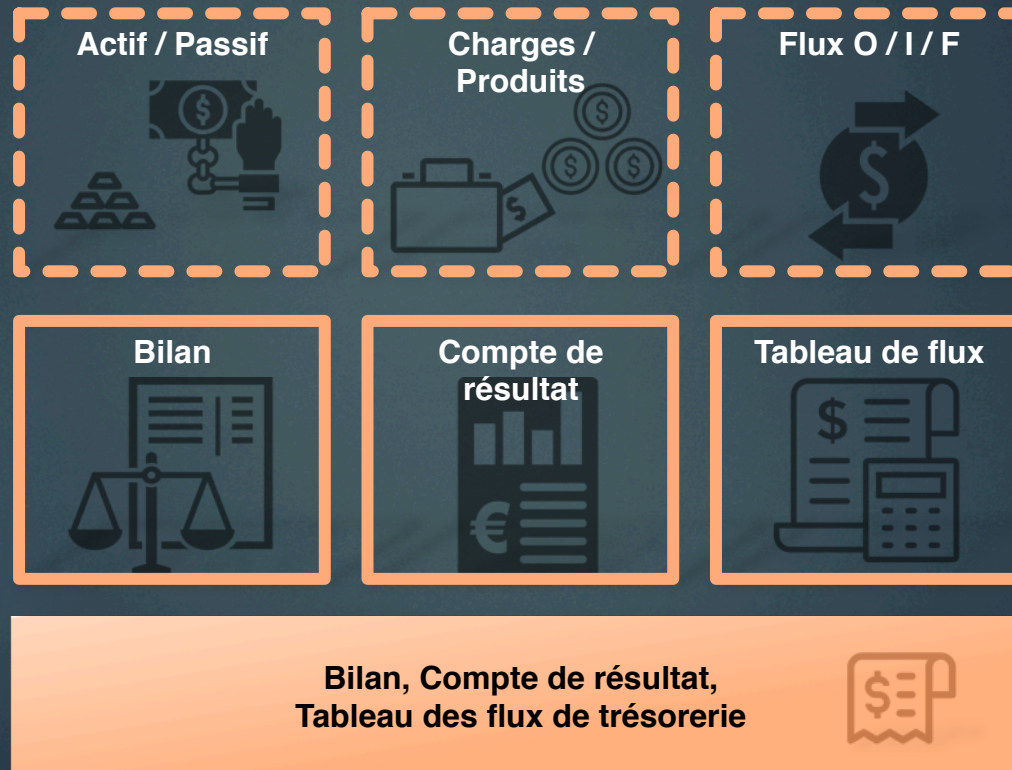 Actif / Passif
Charges /
Produits
Flux O / I / F
Bilan
Compte de
résultat
Tableau de flux
Bilan, Compte de résultat,
Tableau des flux de trésorerie